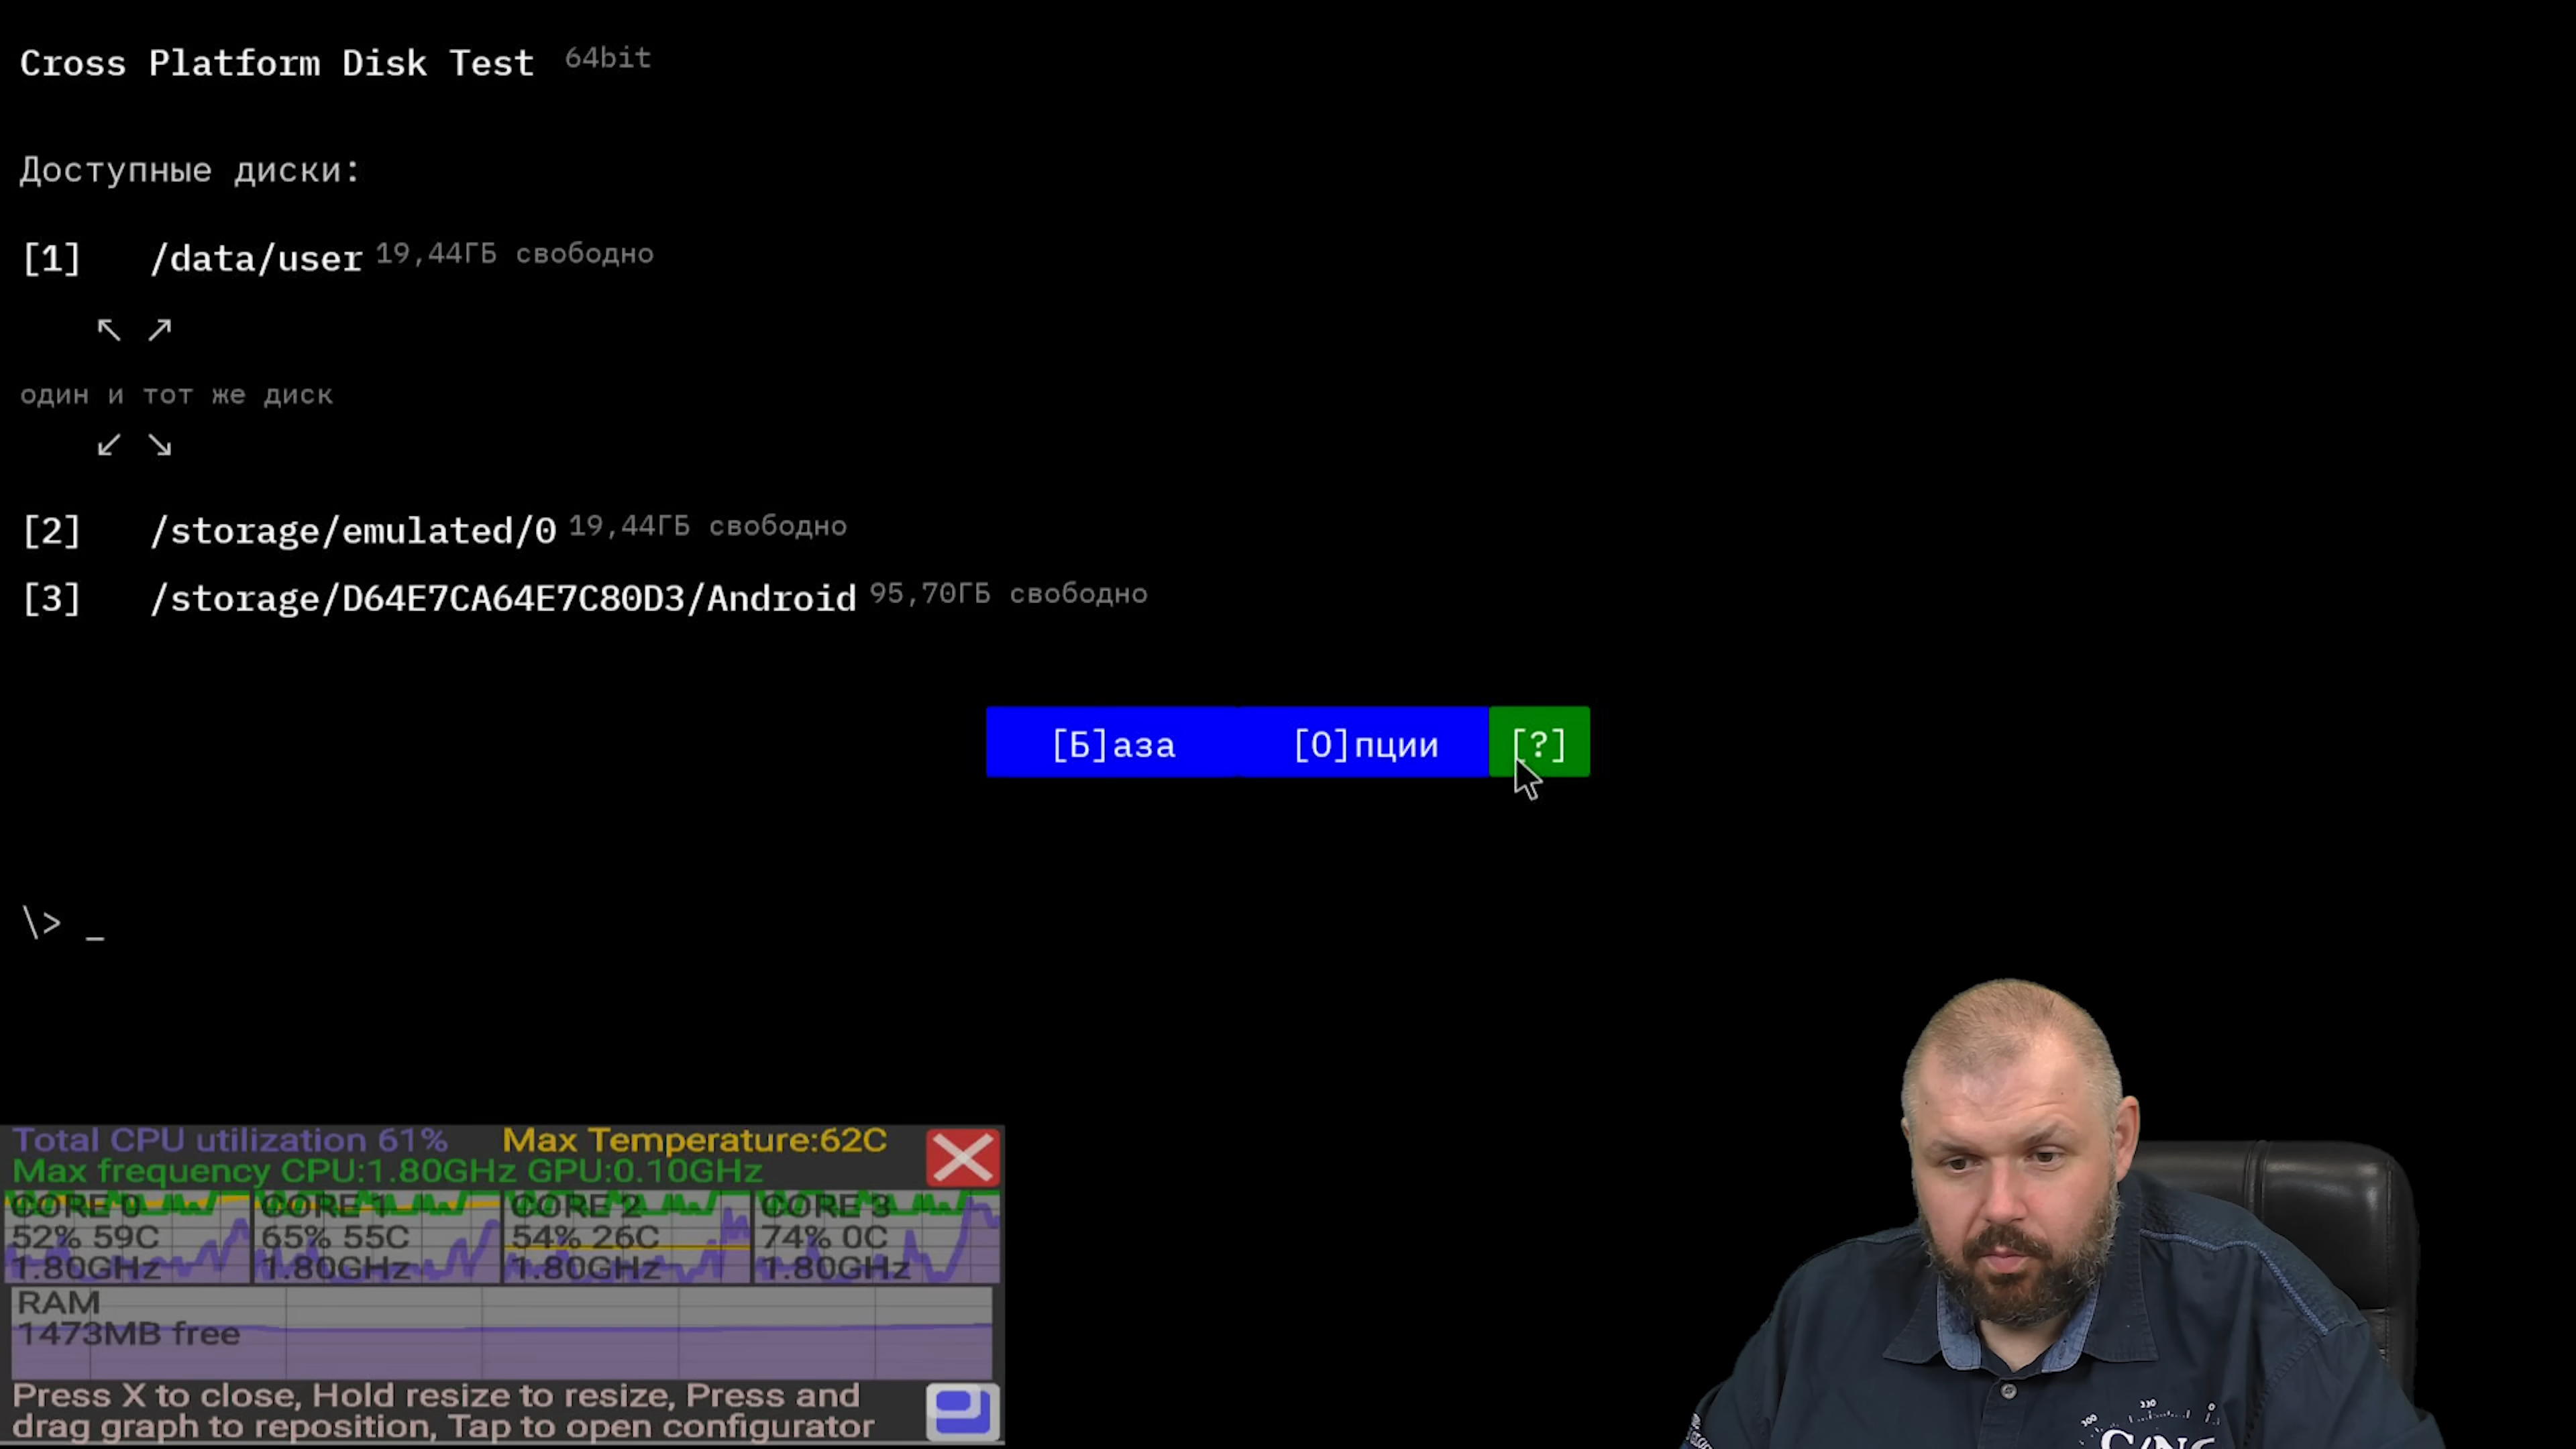 Cross Platform Disk Test 64bit
Доступные диски:
[1] /data/user 19,44ГБ свободно
↖ ↗
один и тот же диск
↙ ↘
[2] /storage/emulated/0 19,44ГБ свободно
[3] /storage/D64E7CA64E7C80D3/Android 95,70ГБ свободно
[Б]аза [О]пции [?]
\> _
Total CPU utilization 61% Max Temperature:62C
Max frequency CPU:1.80GHz GPU:0.10GHz
CORE 0 CORE 1 CORE 2 CORE 3
52% 59C 65% 55C 54% 26C 74% 0C
1.80GHz 1.80GHz 1.80GHz 1.80GHz
RAM
1473MB free
Press X to close, Hold resize to resize, Press and
drag graph to reposition, Tap to open configurator